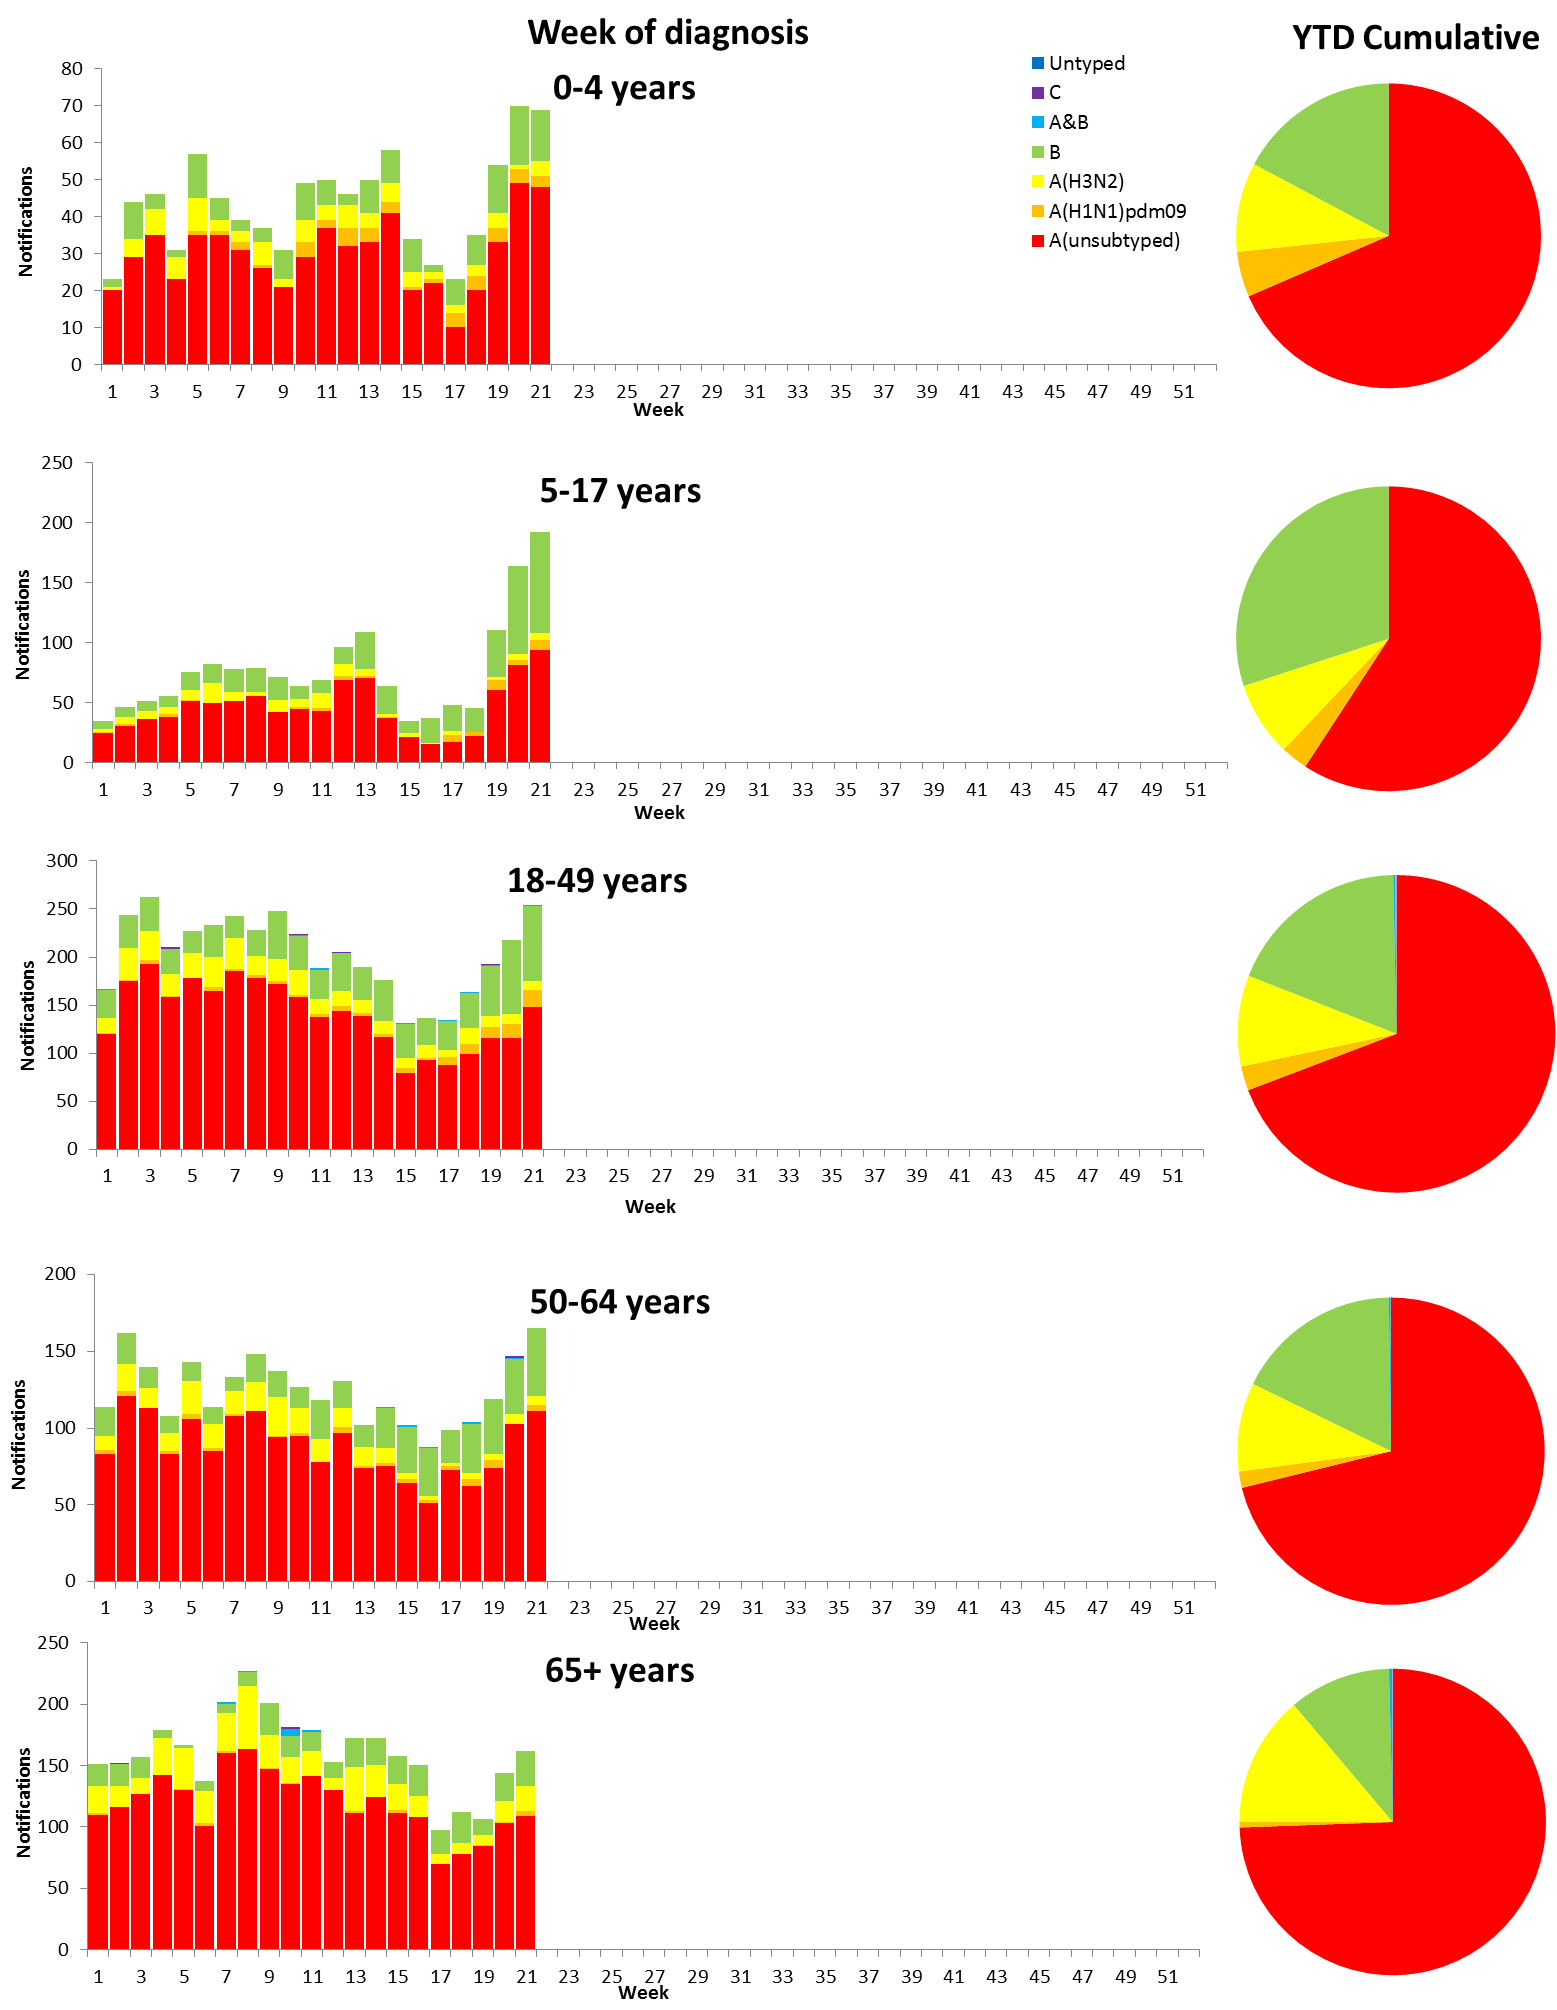 Week of diagnosis
YTD Cumulative
Untyped
C
A&B
B
A(H3N2)
A(H1N1)pdm09
A(unsubtyped)
0-4 years
Notifications
80
70
60
50
40
30
20
10
0
1 3 5 7 9 11 13 15 17 19 21 23 25 27 29 31 33 35 37 39 41 43 45 47 49 51
Week
5-17 years
Notifications
250
200
150
100
50
0
1 3 5 7 9 11 13 15 17 19 21 23 25 27 29 31 33 35 37 39 41 43 45 47 49 51
Week
18-49 years
Notifications
300
250
200
150
100
50
0
1 3 5 7 9 11 13 15 17 19 21 23 25 27 29 31 33 35 37 39 41 43 45 47 49 51
Week
50-64 years
Notifications
200
150
100
50
0
1 3 5 7 9 11 13 15 17 19 21 23 25 27 29 31 33 35 37 39 41 43 45 47 49 51
Week
65+ years
Notifications
250
200
150
100
50
0
1 3 5 7 9 11 13 15 17 19 21 23 25 27 29 31 33 35 37 39 41 43 45 47 49 51
Week